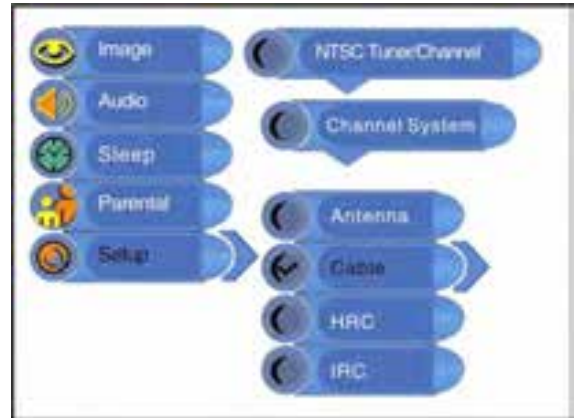 Image
Audio
Sleep
Parental
Setup
NTSC Tuner/Channel
Channel System
Antenna
Cable
HRC
IRC